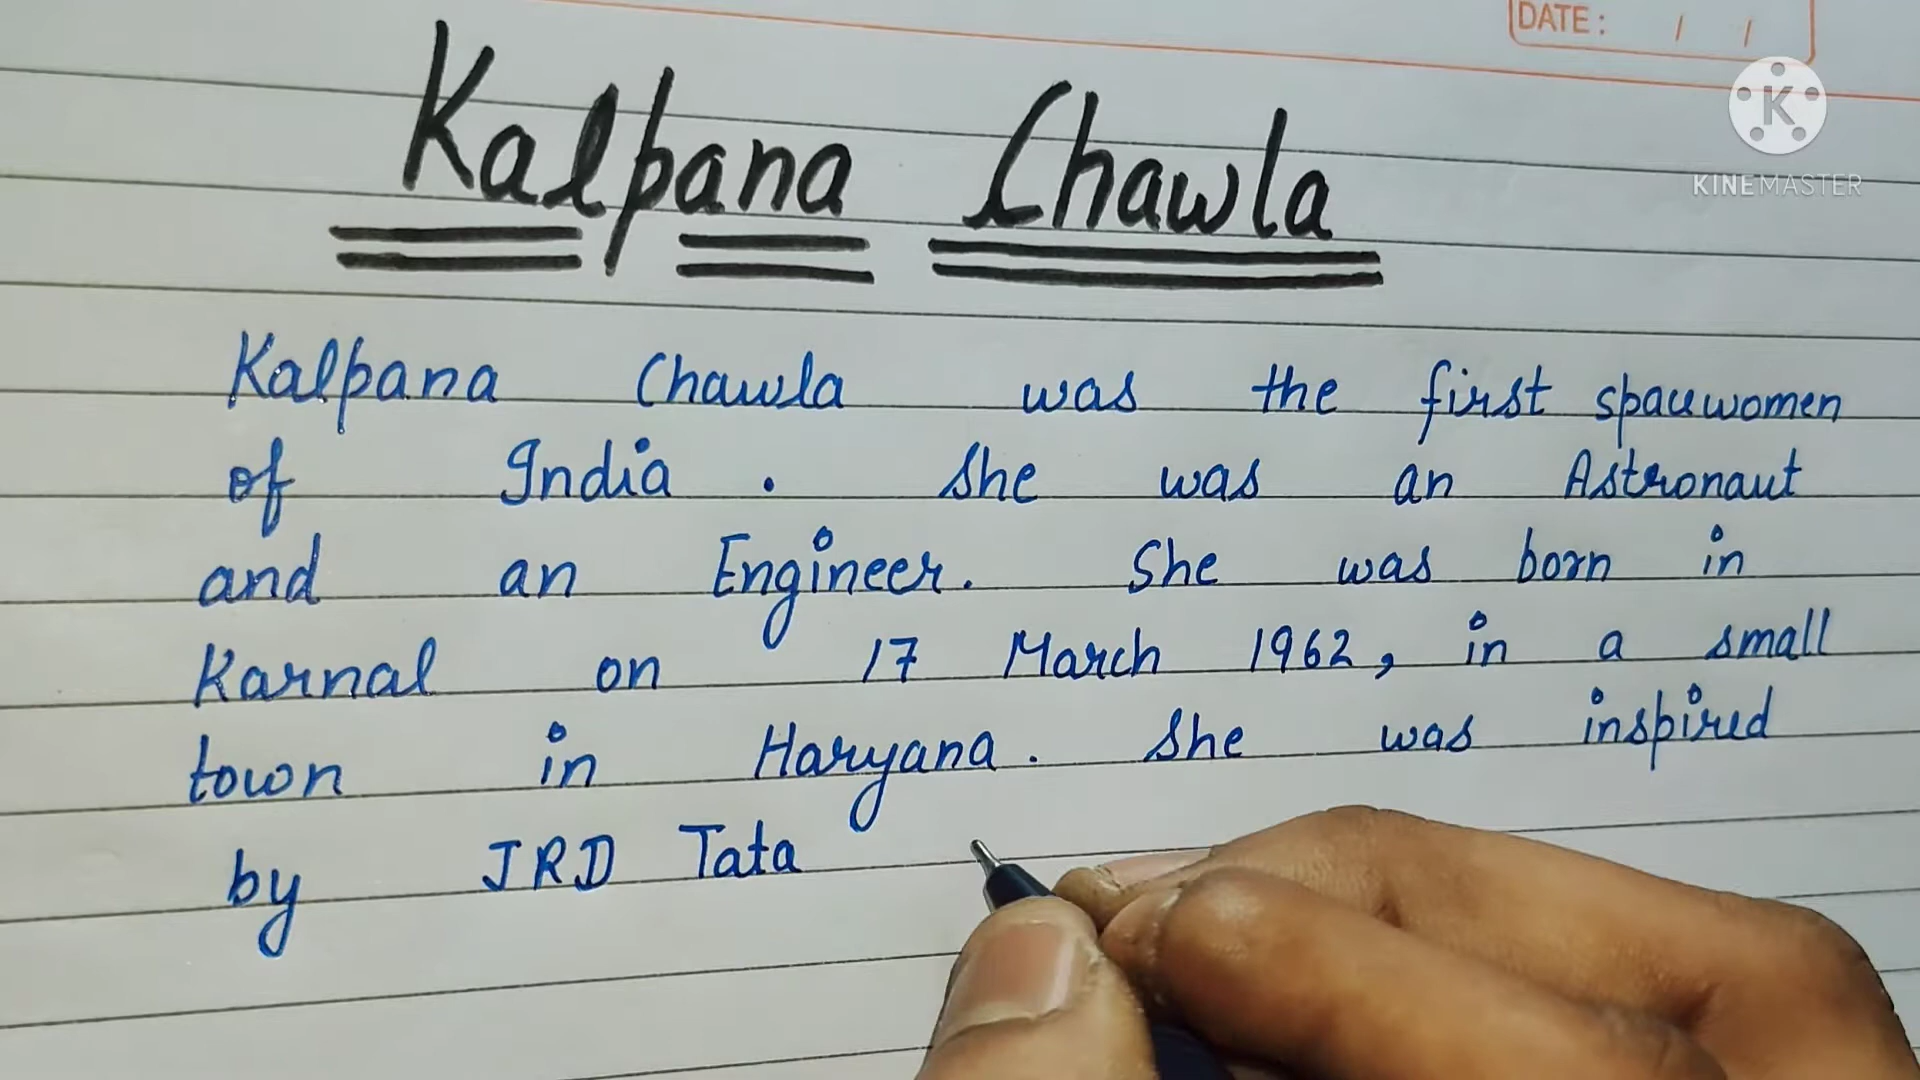 DATE: / /
K
KINEMASTER
Kalpana Chawla
Kalpana Chawla was the first spacewomen
of India. She was an Astronaut
and an Engineer. She was born in
Karnal on 17 March 1962, in a small
town in Haryana. She was inspired
by JRD Tata